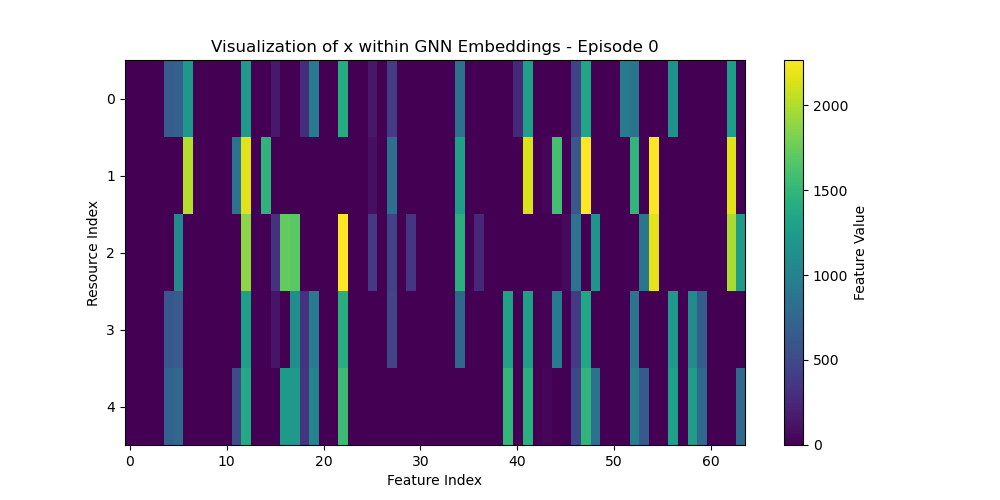 Visualization of x within GNN Embeddings - Episode 0
Resource Index
0
1
2
3
4
0 10 20 30 40 50 60
Feature Index
2000
1500
1000
500
0
Feature Value